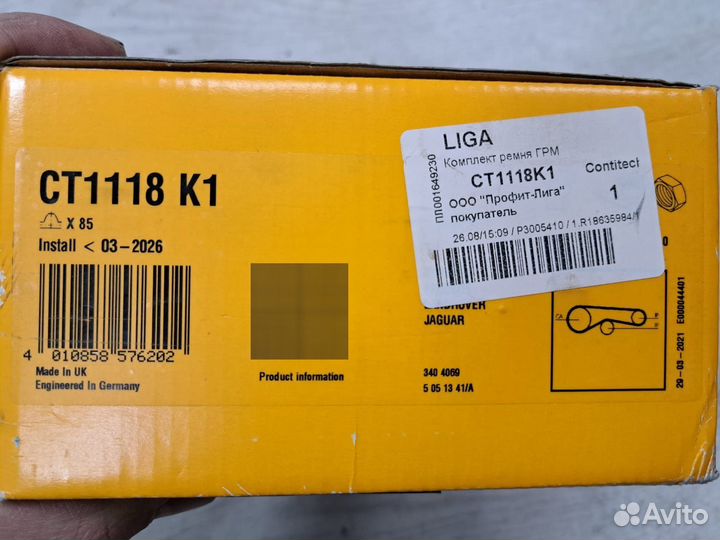 CT1118 K1
X 85
Install < 03-2026
4 010858 576202
Made in UK
Engineered in Germany
Product information
JAGUAR
340 4069
5 05 13 41/A
29-03-2021 E000044401
ПЛ001649230
LIGA
Комплект ремня ГРМ
CT1118K1 Contitech
ООО "Профит-Лига" 1
покупатель
26.08/15:09 / P3005410 / 1.R18635984/
Avito